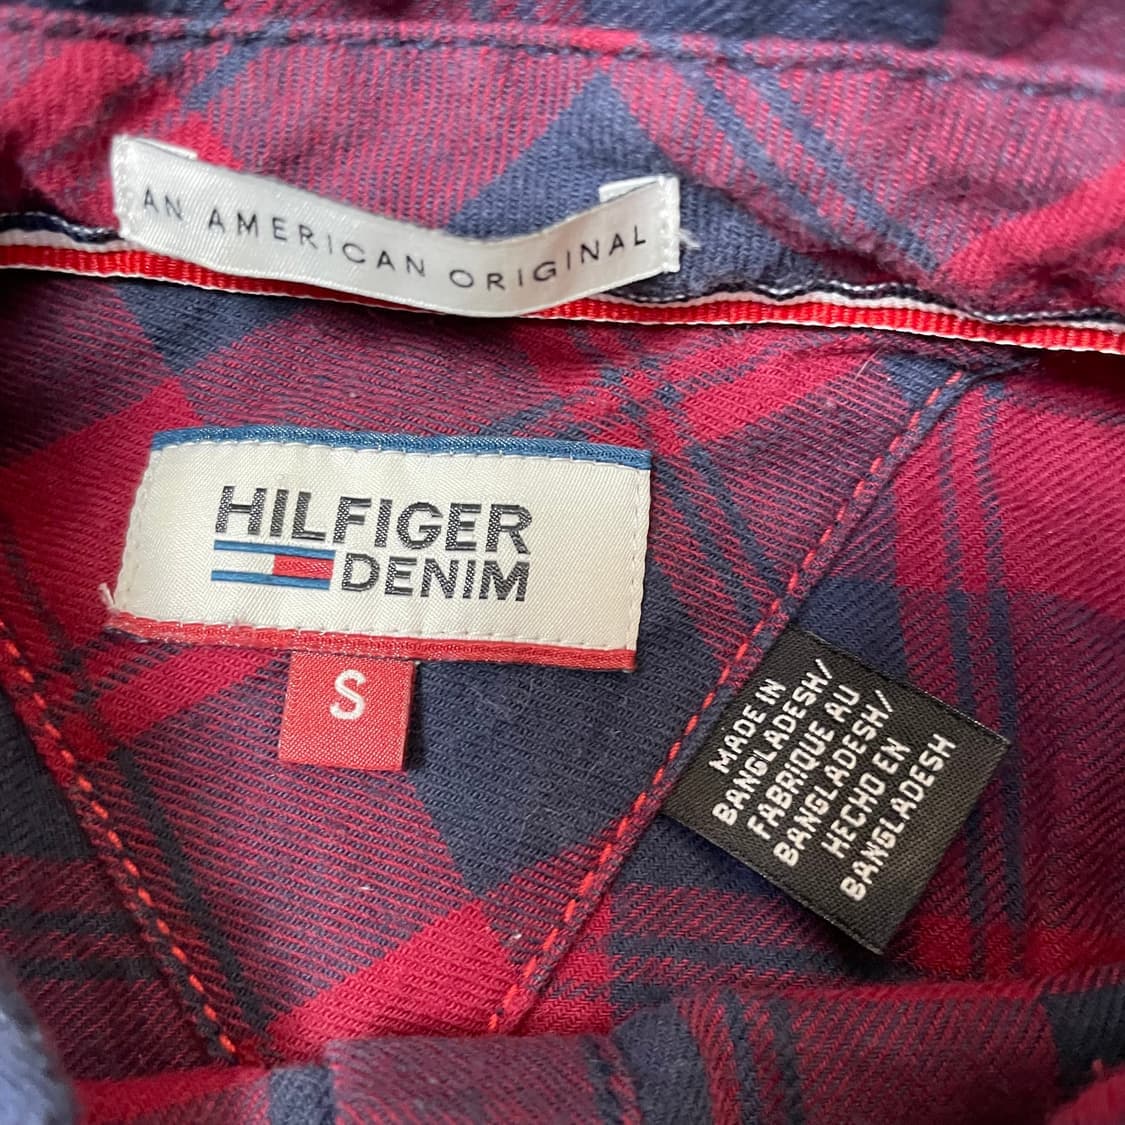 AN AMERICAN ORIGINAL
HILFIGER
DENIM
S
MADE IN
BANGLADESH/
FABRIQUE AU
BANGLADESH/
HECHO EN
BANGLADESH